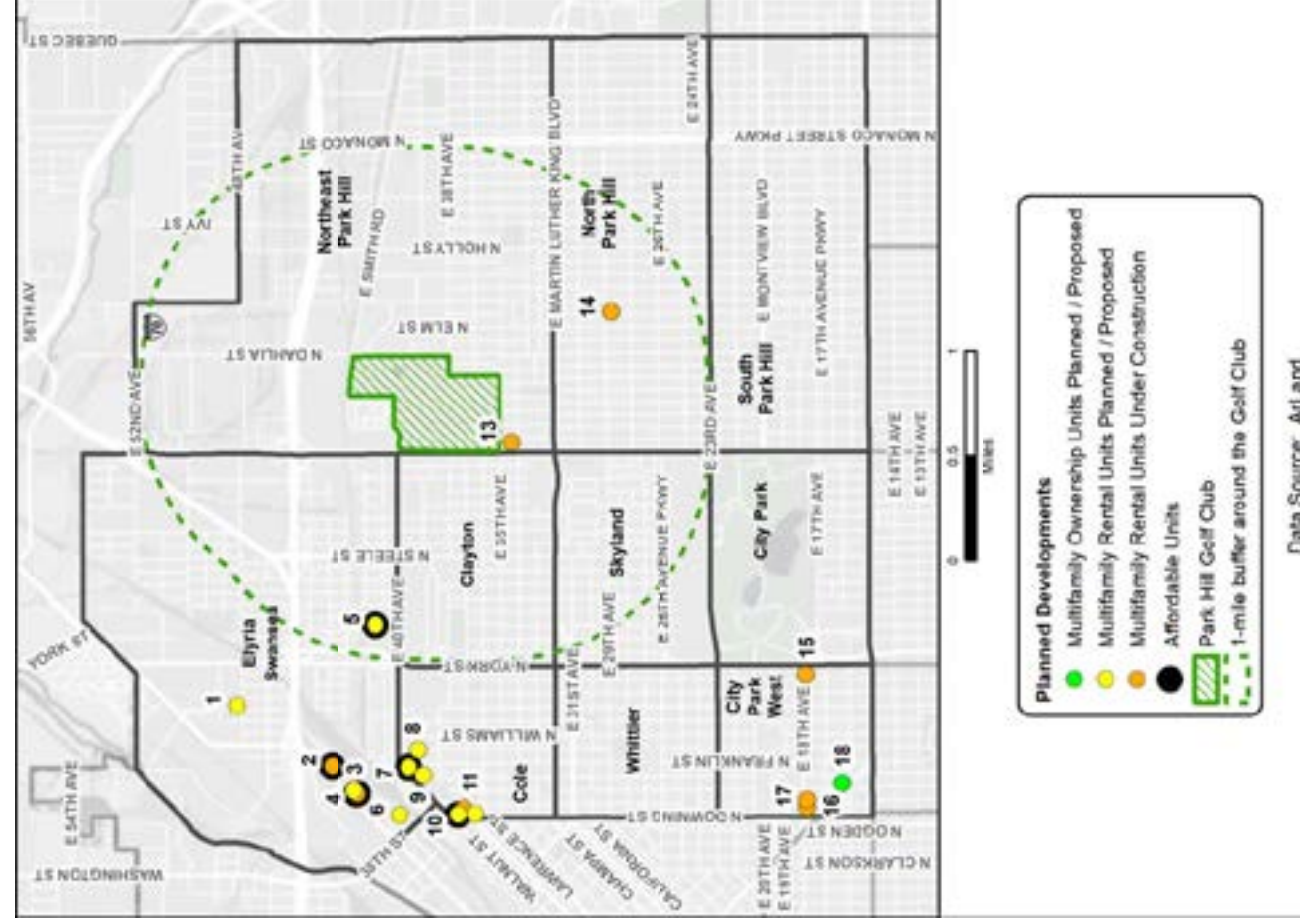 QUEBEC ST
56TH AV
48TH AV
N MONACO ST
E 24TH AVE
N MONACO STREET PKWY
IVY ST
Northeast
Park Hill
E SMITH RD
E 38TH AVE
N HOLLY ST
E MARTIN LUTHER KING BLVD
North
Park Hill
E 26TH AVE
E MONTVIEW BLVD
E 17TH AVENUE PKWY
70
N DAHLIA ST
N ELM ST
14
E 52ND AVE
13
South
Park Hill
E 23RD AVE
E 14TH AVE
E 13TH AVE
E 35TH AVE
N STEELE ST
Clayton
Skyland
E 26TH AVENUE PKWY
City Park
E 17TH AVE
YORK ST
Elyria
Swansea
5
E 40TH AVE
N YORK ST
E 29TH AVE
E 31ST AVE
15
City
Park
West
1
N WILLIAMS ST
Whittier
N FRANKLIN ST
E 18TH AVE
E 54TH AVE
2
3
4
6
7
8
9
10
11
Cole
17
16
18
WASHINGTON ST
38TH ST
WALNUT ST
LAWRENCE ST
CHAMPA ST
CALIFORNIA ST
N DOWNING ST
E 20TH AVE
E 19TH AVE
N OGDEN ST
N CLARKSON ST
0
0.5
1
Miles
Planned Developments
Multifamily Ownership Units Planned / Proposed
Multifamily Rental Units Planned / Proposed
Multifamily Rental Units Under Construction
Affordable Units
Park Hill Golf Club
1-mile buffer around the Golf Club
Data Source: ArLand